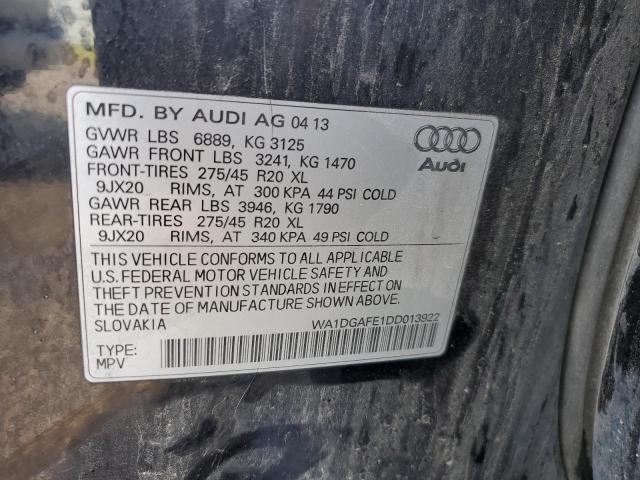 MFD. BY AUDI AG 04 13
GVWR LBS 6889, KG 3125
GAWR FRONT LBS 3241, KG 1470
FRONT-TIRES 275/45 R20 XL
9JX20 RIMS, AT 300 KPA 44 PSI COLD
GAWR REAR LBS 3946, KG 1790
REAR-TIRES 275/45 R20 XL
9JX20 RIMS, AT 340 KPA 49 PSI COLD
Audi
THIS VEHICLE CONFORMS TO ALL APPLICABLE
U.S. FEDERAL MOTOR VEHICLE SAFETY AND
THEFT PREVENTION STANDARDS IN EFFECT ON
THE DATE OF MANUFACTURE SHOWN ABOVE.
SLOVAKIA WA1DGAFE1DD013922
TYPE:
MPV